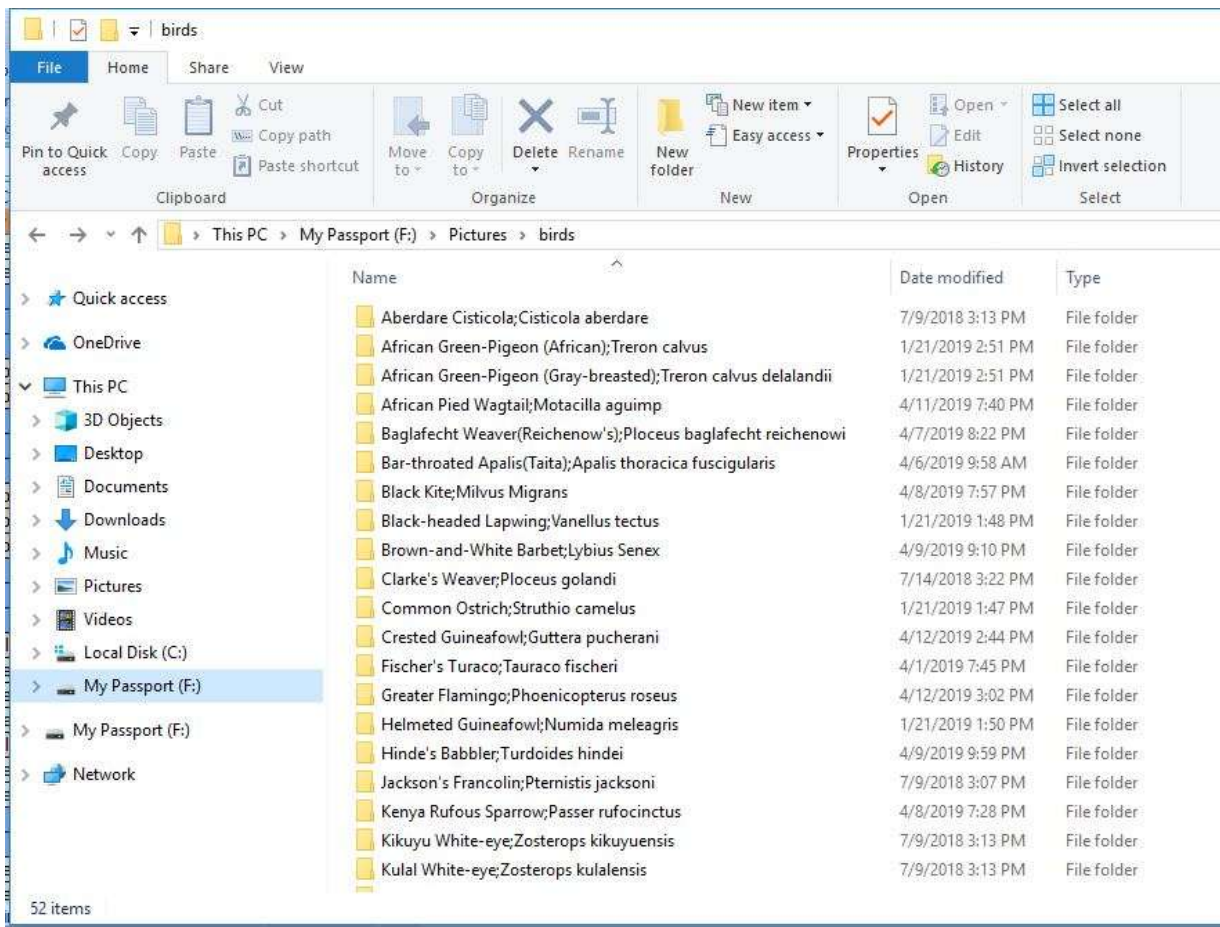 birds
File Home Share View
Pin to Quick access
Copy
Paste
Cut
Copy path
Paste shortcut
Clipboard
Move to
Copy to
Delete
Rename
Organize
New folder
New item
Easy access
New
Properties
Open
Edit
History
Open
Select all
Select none
Invert selection
Select
This PC > My Passport (F:) > Pictures > birds
Quick access
OneDrive
This PC
3D Objects
Desktop
Documents
Downloads
Music
Pictures
Videos
Local Disk (C:)
My Passport (F:)
My Passport (F:)
Network
Name Date modified Type
Aberdare Cisticola;Cisticola aberdare 7/9/2018 3:13 PM File folder
African Green-Pigeon (African);Treron calvus 1/21/2019 2:51 PM File folder
African Green-Pigeon (Gray-breasted);Treron calvus delalandii 1/21/2019 2:51 PM File folder
African Pied Wagtail;Motacilla aguimp 4/11/2019 7:40 PM File folder
Baglafecht Weaver(Reichenow's);Ploceus baglafecht reichenowi 4/7/2019 8:22 PM File folder
Bar-throated Apalis(Taita);Apalis thoracica fuscigularis 4/6/2019 9:58 AM File folder
Black Kite;Milvus Migrans 4/8/2019 7:57 PM File folder
Black-headed Lapwing;Vanellus tectus 1/21/2019 1:48 PM File folder
Brown-and-White Barbet;Lybius Senex 4/9/2019 9:10 PM File folder
Clarke's Weaver;Ploceus golandi 7/14/2018 3:22 PM File folder
Common Ostrich;Struthio camelus 1/21/2019 1:47 PM File folder
Crested Guineafowl;Guttera pucherani 4/12/2019 2:44 PM File folder
Fischer's Turaco;Tauraco fischeri 4/1/2019 7:45 PM File folder
Greater Flamingo;Phoenicopterus roseus 4/12/2019 3:02 PM File folder
Helmeted Guineafowl;Numida meleagris 1/21/2019 1:50 PM File folder
Hinde's Babbler;Turdoides hindei 4/9/2019 9:59 PM File folder
Jackson's Francolin;Pternistis jacksoni 7/9/2018 3:07 PM File folder
Kenya Rufous Sparrow;Passer rufocinctus 4/8/2019 7:28 PM File folder
Kikuyu White-eye;Zosterops kikuyuensis 7/9/2018 3:13 PM File folder
Kulal White-eye;Zosterops kulalensis 7/9/2018 3:13 PM File folder
52 items